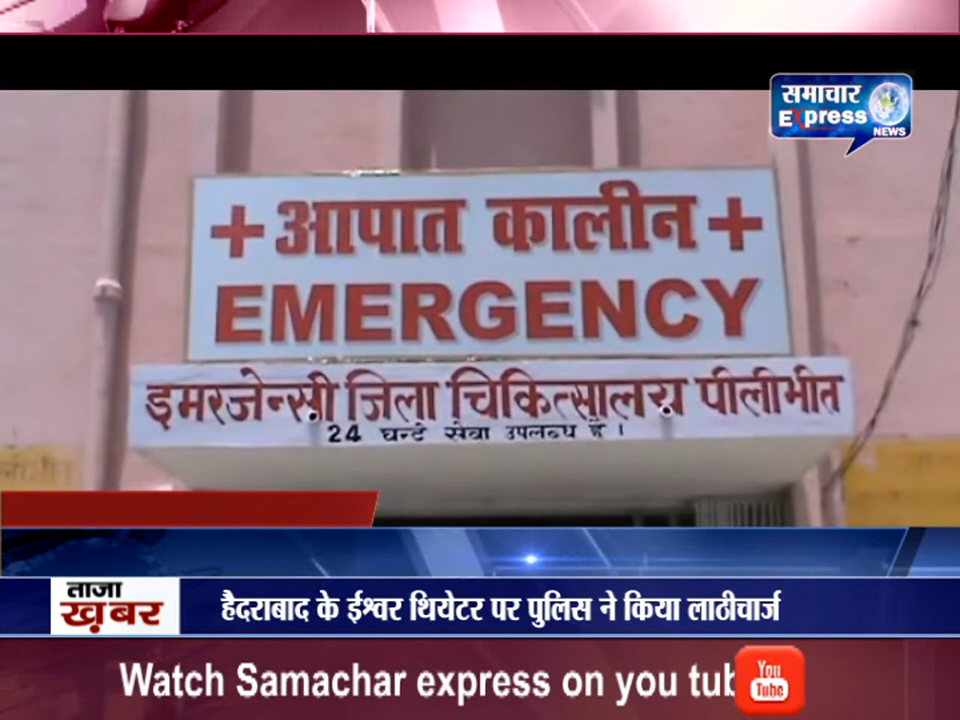 समाचार
Express
NEWS
+ आपात कालीन +
EMERGENCY
इमरजेन्सी जिला चिकित्सालय पीलीभीत
24 घन्टे सेवा उपलब्ध है ।
ताजा
ख़बर
हैदराबाद के ईश्वर थियेटर पर पुलिस ने किया लाठीचार्ज
Watch Samachar express on you tub
You
Tube